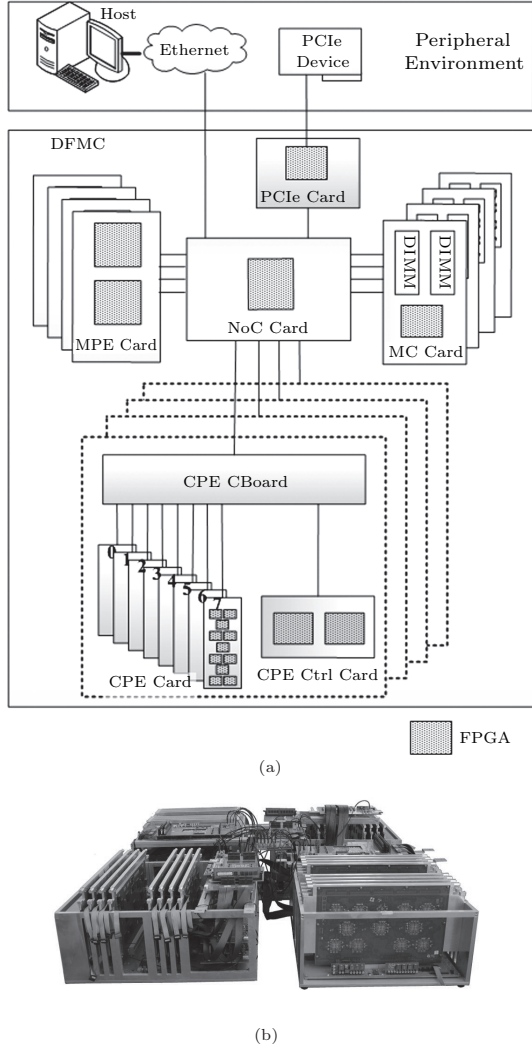 Host
Ethernet
PCIe
Device
Peripheral
Environment
DFMC
PCIe Card
MPE Card
NoC Card
DIMM
DIMM
MC Card
CPE CBoard
0
1
2
3
4
5
6
7
CPE Card
CPE Ctrl Card
FPGA
(a)
(b)